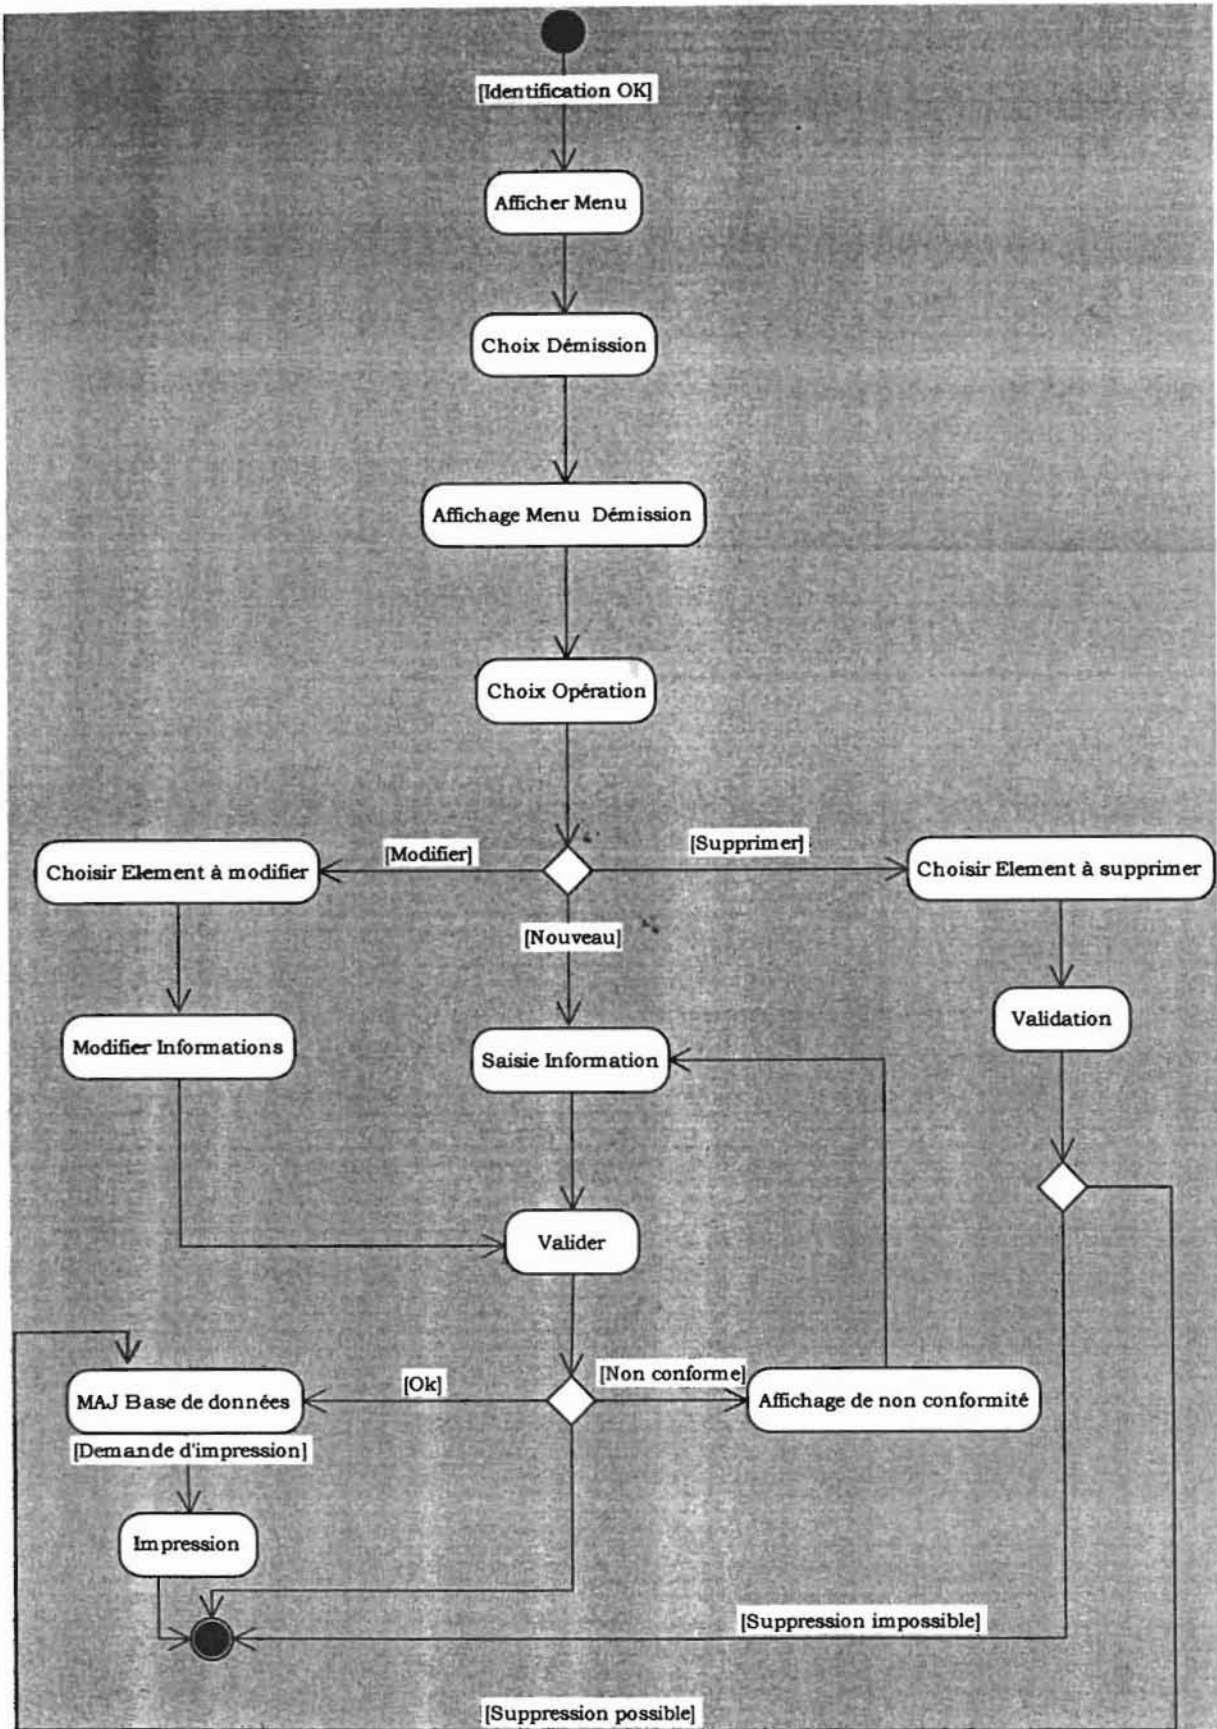 [Identification OK]
Afficher Menu
Choix Démission
Affichage Menu Démission
Choix Opération
[Modifier]
[Supprimer]
Choisir Element à modifier
Choisir Element à supprimer
[Nouveau]
Validation
Modifier Informations
Saisie Information
Valider
[Ok]
[Non conforme]
MAJ Base de données
Affichage de non conformité
[Demande d'impression]
Impression
[Suppression impossible]
[Suppression possible]